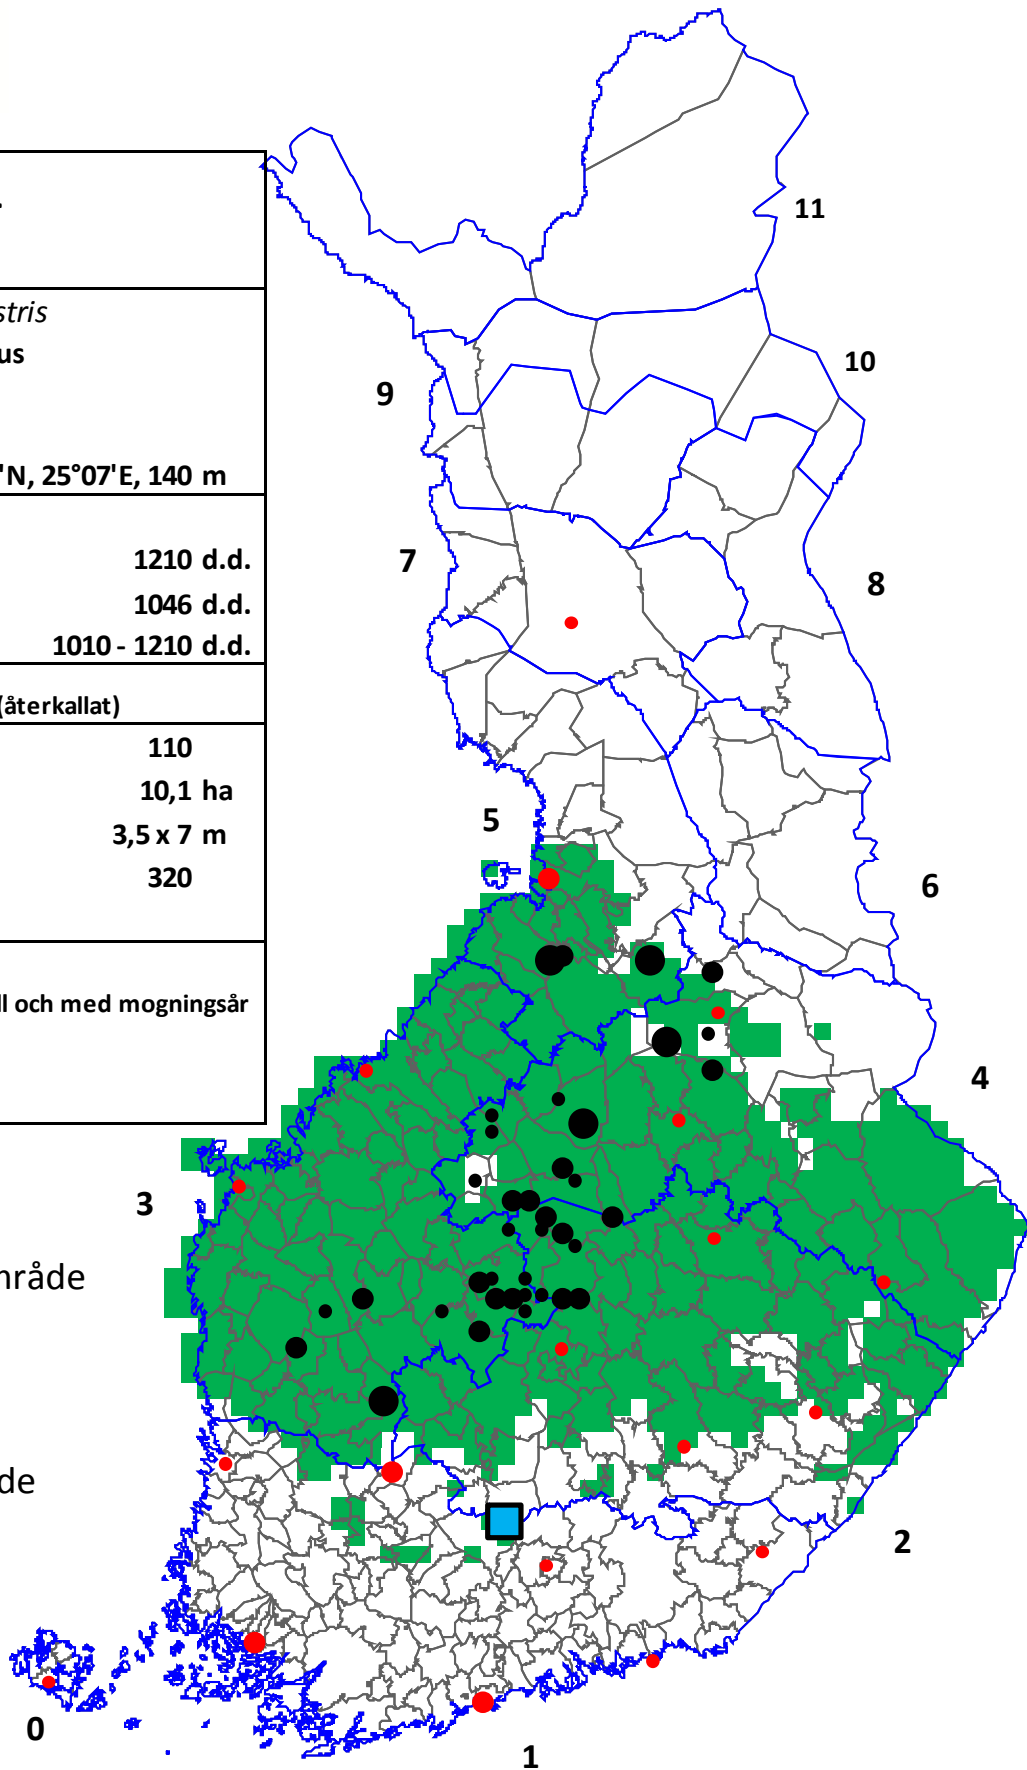 .
stris
us
'N, 25°07'E, 140 m
1210 d.d.
1046 d.d.
1010 - 1210 d.d.
(återkallat)
110
10,1 ha
3,5 x 7 m
320
ll och med mogningsår
mråde
de
11
10
9
8
7
6
5
4
3
2
1
0